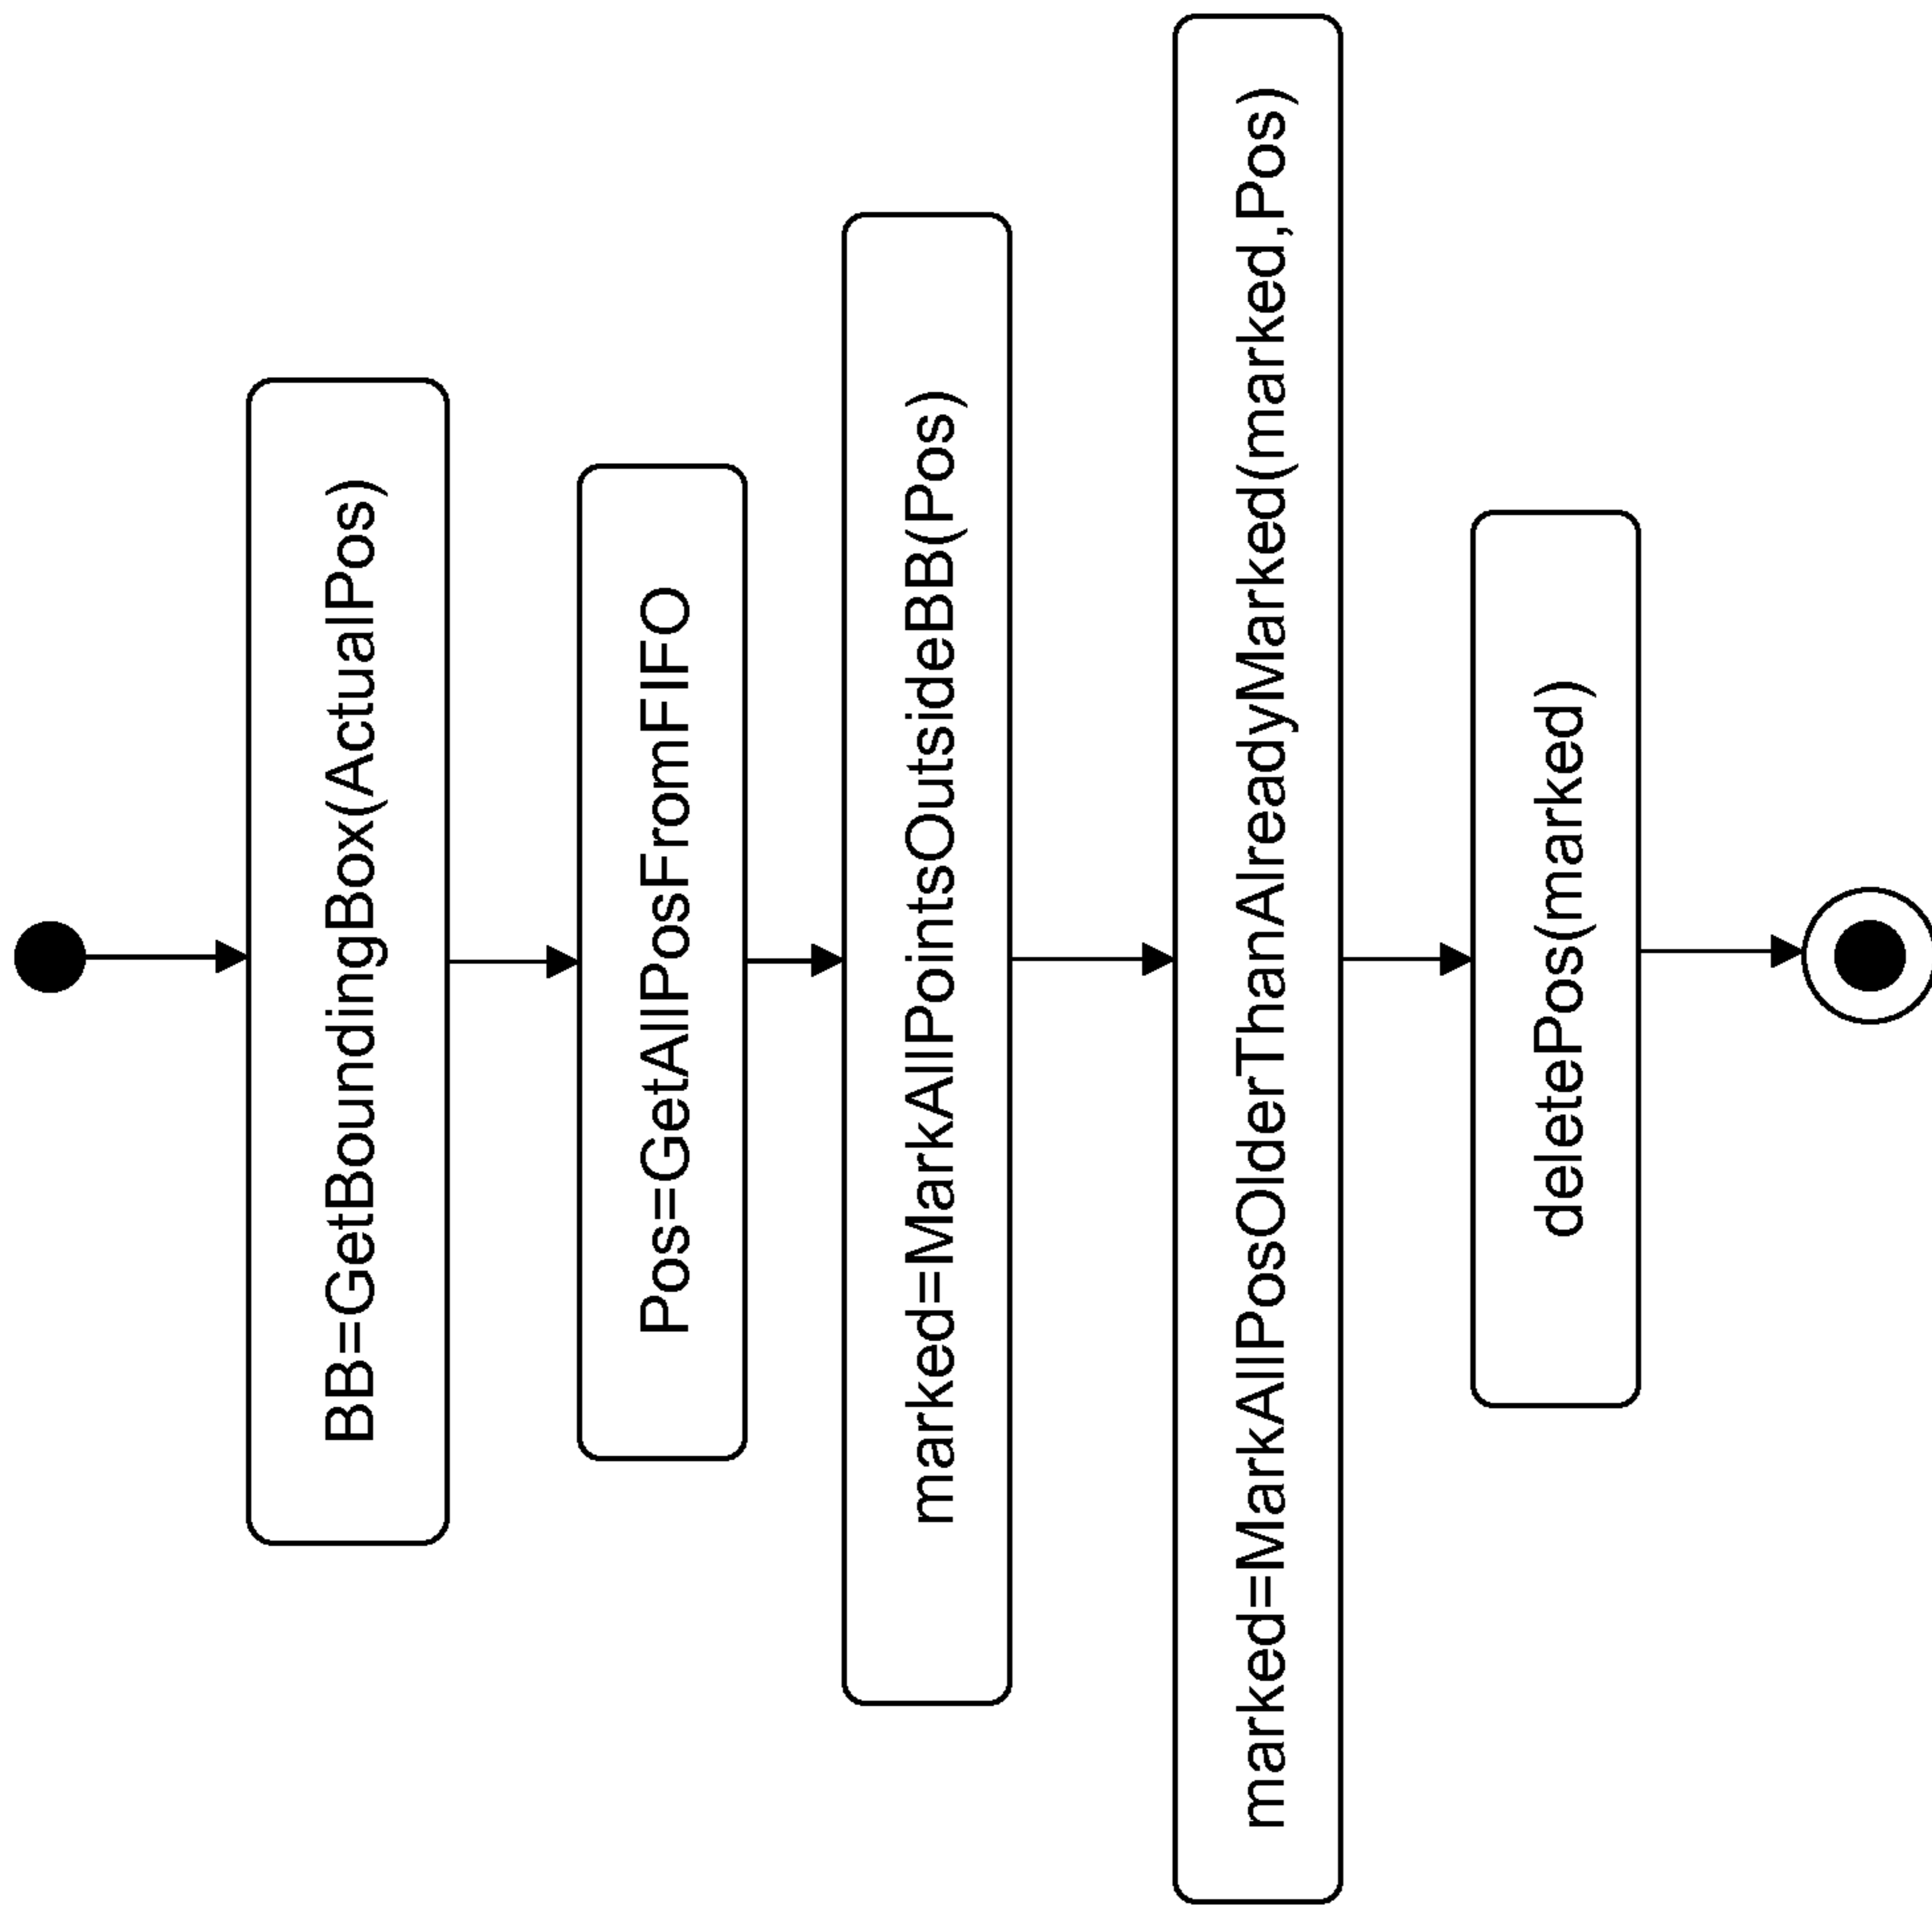 BB=GetBoundingBox(ActualPos)
Pos=GetAllPosFromFIFO
marked=MarkAllPointsOutsideBB(Pos)
marked=MarkAllPosOlderThanAlreadyMarked(marked,Pos)
deletePos(marked)